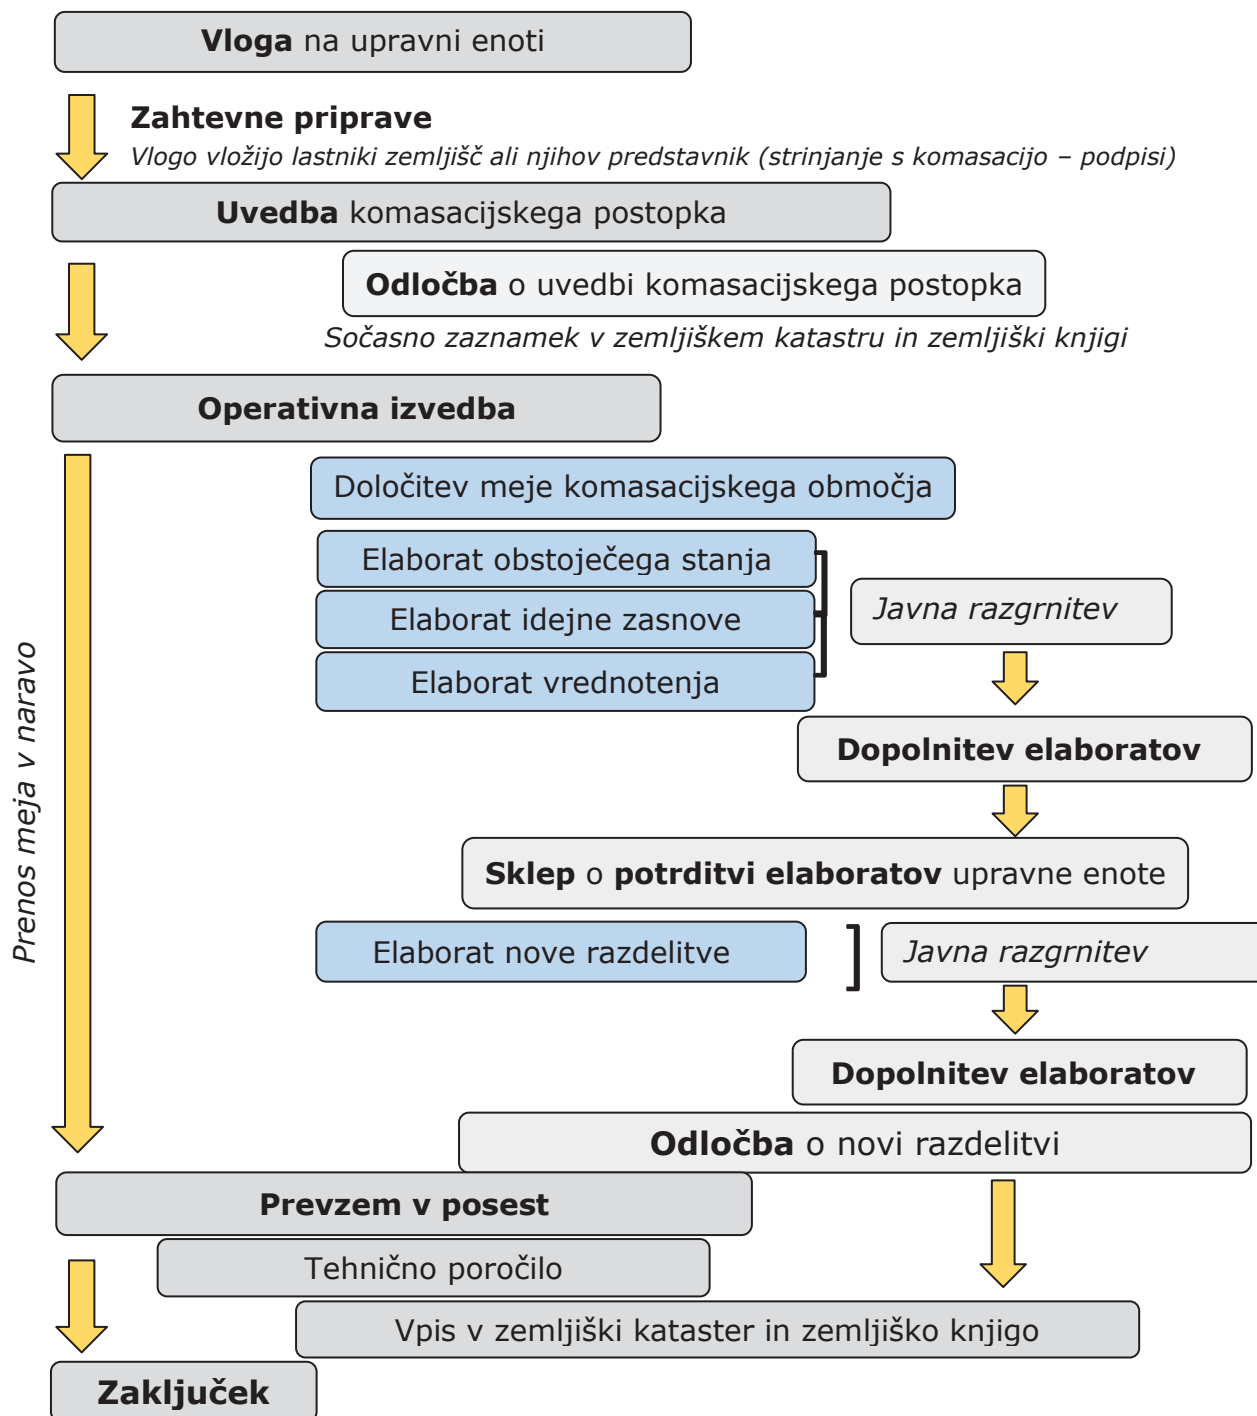 Vloga na upravni enoti
Zahtevne priprave
Vlogo vložijo lastniki zemljišč ali njihov predstavnik (strinjanje s komasacijo – podpisi)
Uvedba komasacijskega postopka
Odločba o uvedbi komasacijskega postopka
Sočasno zaznamek v zemljiškem katastru in zemljiški knjigi
Operativna izvedba
Prenos meja v naravo
Določitev meje komasacijskega območja
Elaborat obstoječega stanja
Elaborat idejne zasnove
Elaborat vrednotenja
Javna razgrnitev
Dopolnitev elaboratov
Sklep o potrditvi elaboratov upravne enote
Elaborat nove razdelitve
Javna razgrnitev
Dopolnitev elaboratov
Odločba o novi razdelitvi
Prevzem v posest
Tehnično poročilo
Vpis v zemljiški kataster in zemljiško knjigo
Zaključek